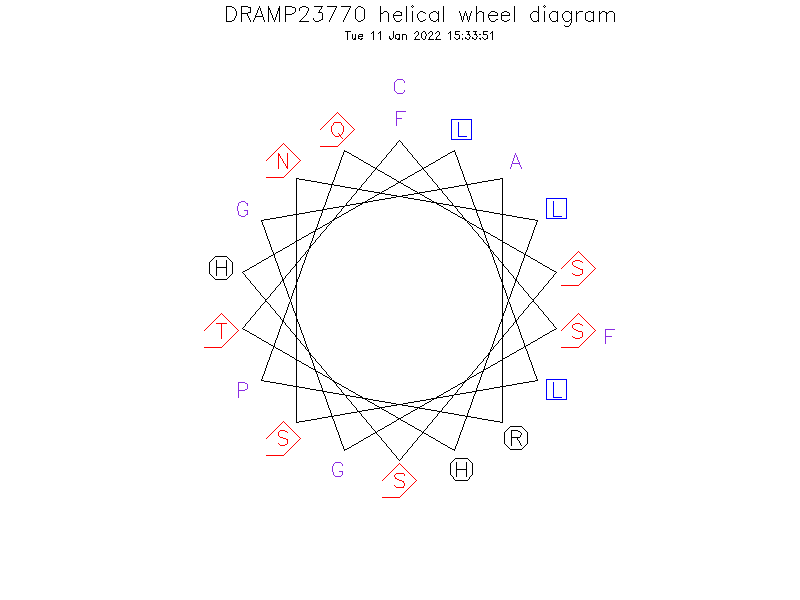 DRAMP23770 helical wheel diagram
Tue 11 Jan 2022 15:33:51
C
F
Q L
N A
G L
H S
T S F
P L
S R
G H
S